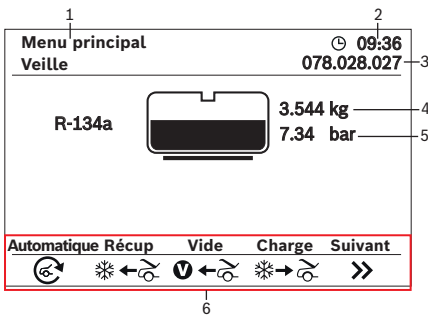 1
2
Menu principal 09:36
Veille 078.028.027 3
R-134a 3.544 kg 4
7.34 bar 5
Automatique Récup Vide Charge Suivant
V
6